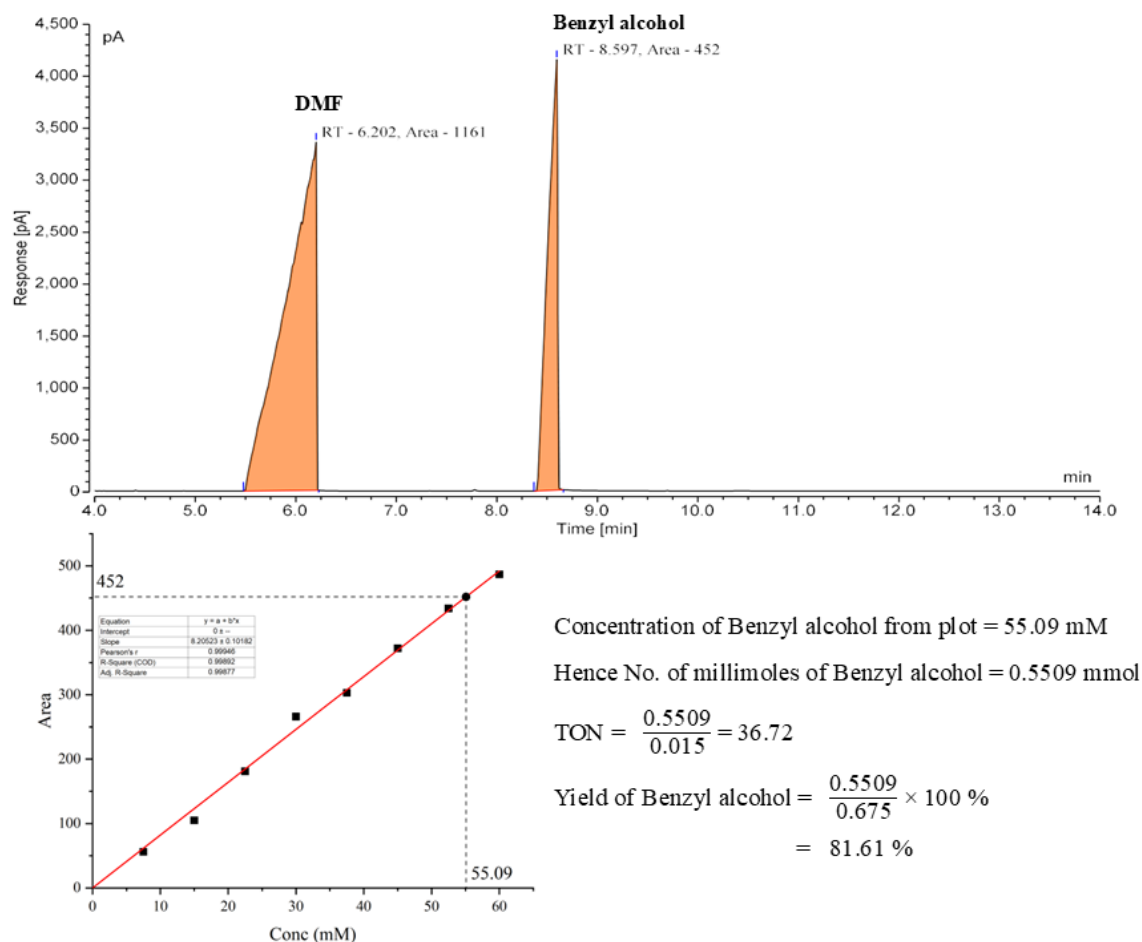 4,500
pA
Benzyl alcohol
RT - 8.597, Area - 452
4,000
DMF
3,500
RT - 6.202, Area - 1161
3,000
Response [pA]
2,500
2,000
1,500
1,000
500
0
min
4.0 5.0 6.0 7.0 8.0 9.0 10.0 11.0 12.0 13.0 14.0
Time [min]
500
452
400
300
200
100
0
Area
Equation y = a + b*x
Intercept 0 ± --
Slope 8.20523 ± 0.10182
Pearson's r 0.99946
R-Square (COD) 0.99892
Adj. R-Square 0.99877
55.09
0 10 20 30 40 50 60
Conc (mM)
Concentration of Benzyl alcohol from plot = 55.09 mM
Hence No. of millimoles of Benzyl alcohol = 0.5509 mmol
TON = 0.5509 / 0.015 = 36.72
Yield of Benzyl alcohol = 0.5509 / 0.675 × 100 %
= 81.61 %